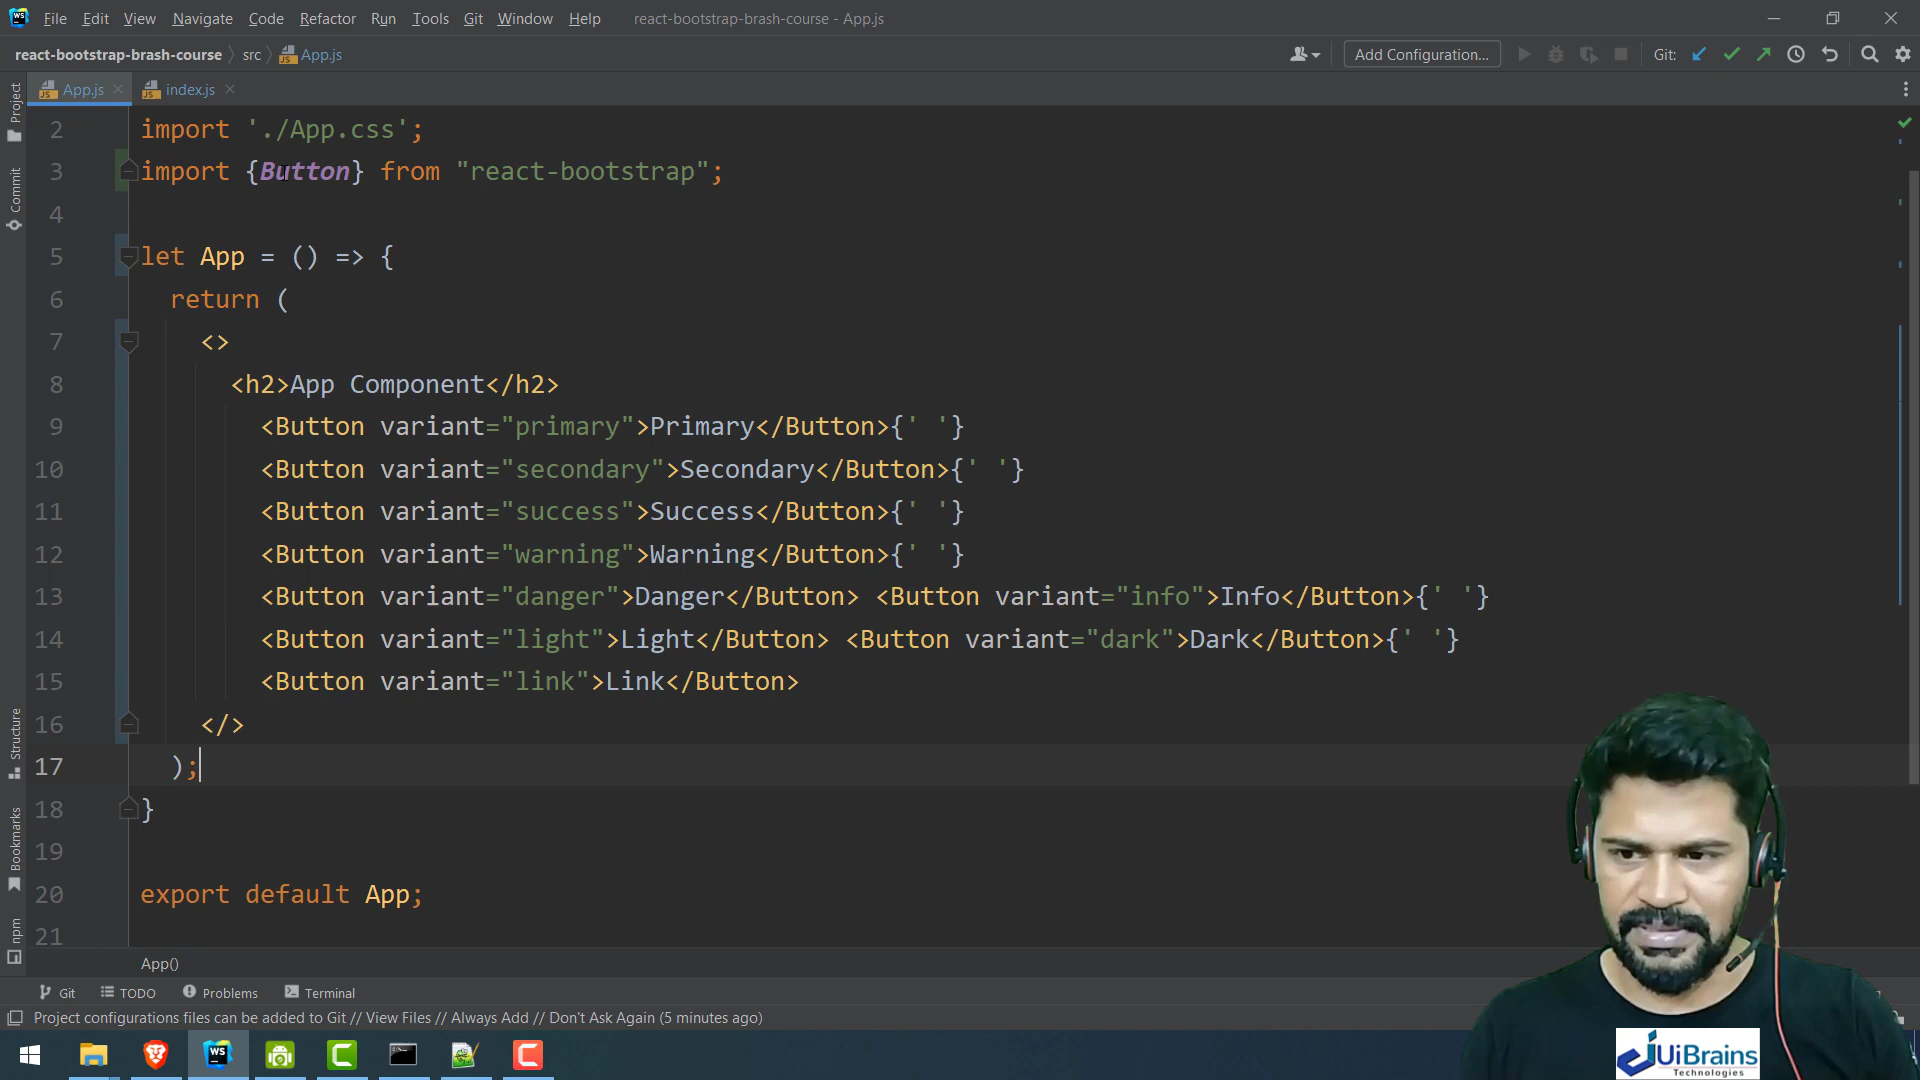 File Edit View Navigate Code Refactor Run Tools Git Window Help react-bootstrap-brash-course - App.js
react-bootstrap-brash-course src App.js Add Configuration... Git:
App.js index.js
Project
Commit
Structure
Bookmarks
npm
2 import './App.css';
3 import {Button} from "react-bootstrap";
4
5 let App = () => {
6 return (
7 <>
8 <h2>App Component</h2>
9 <Button variant="primary">Primary</Button>{' '}
10 <Button variant="secondary">Secondary</Button>{' '}
11 <Button variant="success">Success</Button>{' '}
12 <Button variant="warning">Warning</Button>{' '}
13 <Button variant="danger">Danger</Button> <Button variant="info">Info</Button>{' '}
14 <Button variant="light">Light</Button> <Button variant="dark">Dark</Button>{' '}
15 <Button variant="link">Link</Button>
16 </>
17 );
18 }
19
20 export default App;
21
App()
Git TODO Problems Terminal
Project configurations files can be added to Git // View Files // Always Add // Don't Ask Again (5 minutes ago)
UiBrains
Technologies